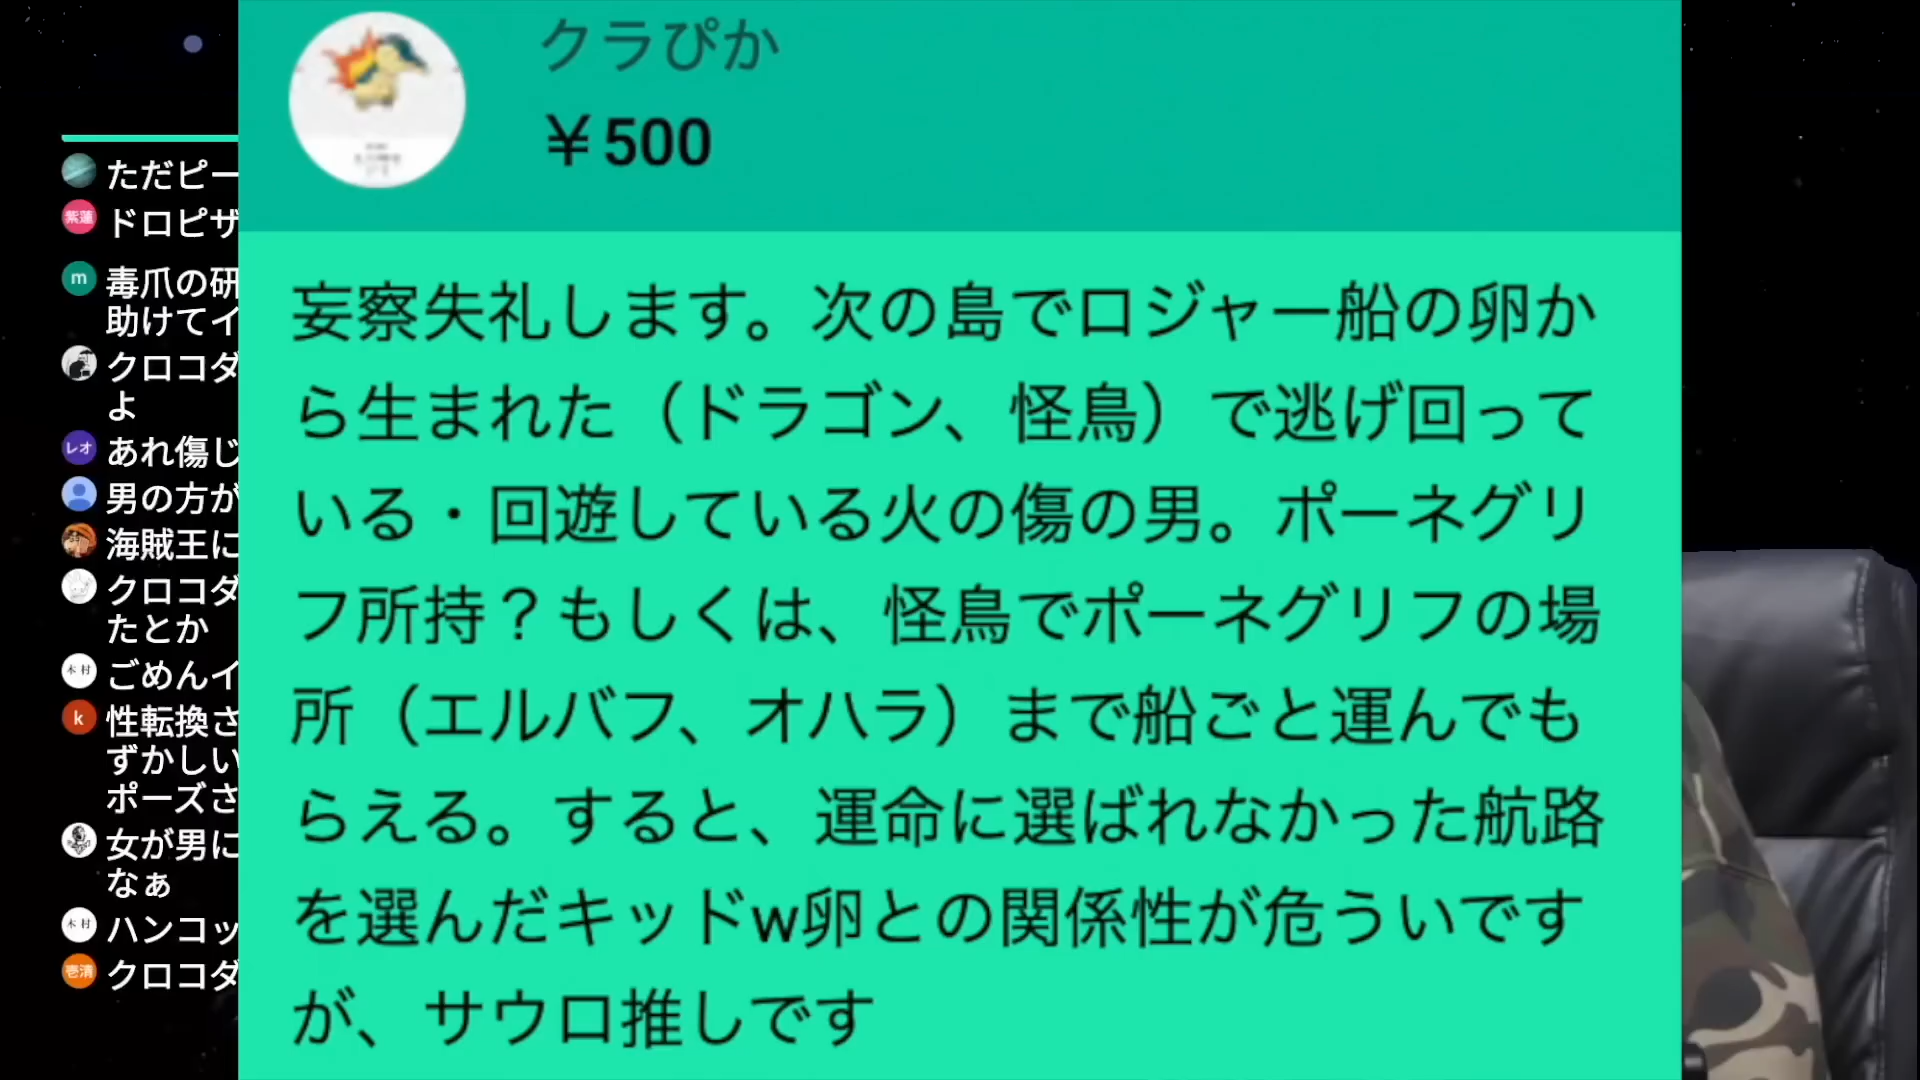 クラぴか
￥500
妄察失礼します。次の島でロジャー船の卵か
ら生まれた（ドラゴン、怪鳥）で逃げ回って
いる・回遊している火の傷の男。ポーネグリ
フ所持？もしくは、怪鳥でポーネグリフの場
所（エルバフ、オハラ）まで船ごと運んでも
らえる。すると、運命に選ばれなかった航路
を選んだキッドw卵との関係性が危ういです
が、サウロ推しです
ただピー
紫蓮 ドロピザ
m 毒爪の研
助けてイ
クロコダ
よ
レオ あれ傷じ
男の方が
海賊王に
クロコダ
たとか
木村 ごめんイ
k 性転換さ
ずかしい
ポーズさ
女が男に
なぁ
木村 ハンコッ
壱清 クロコダ